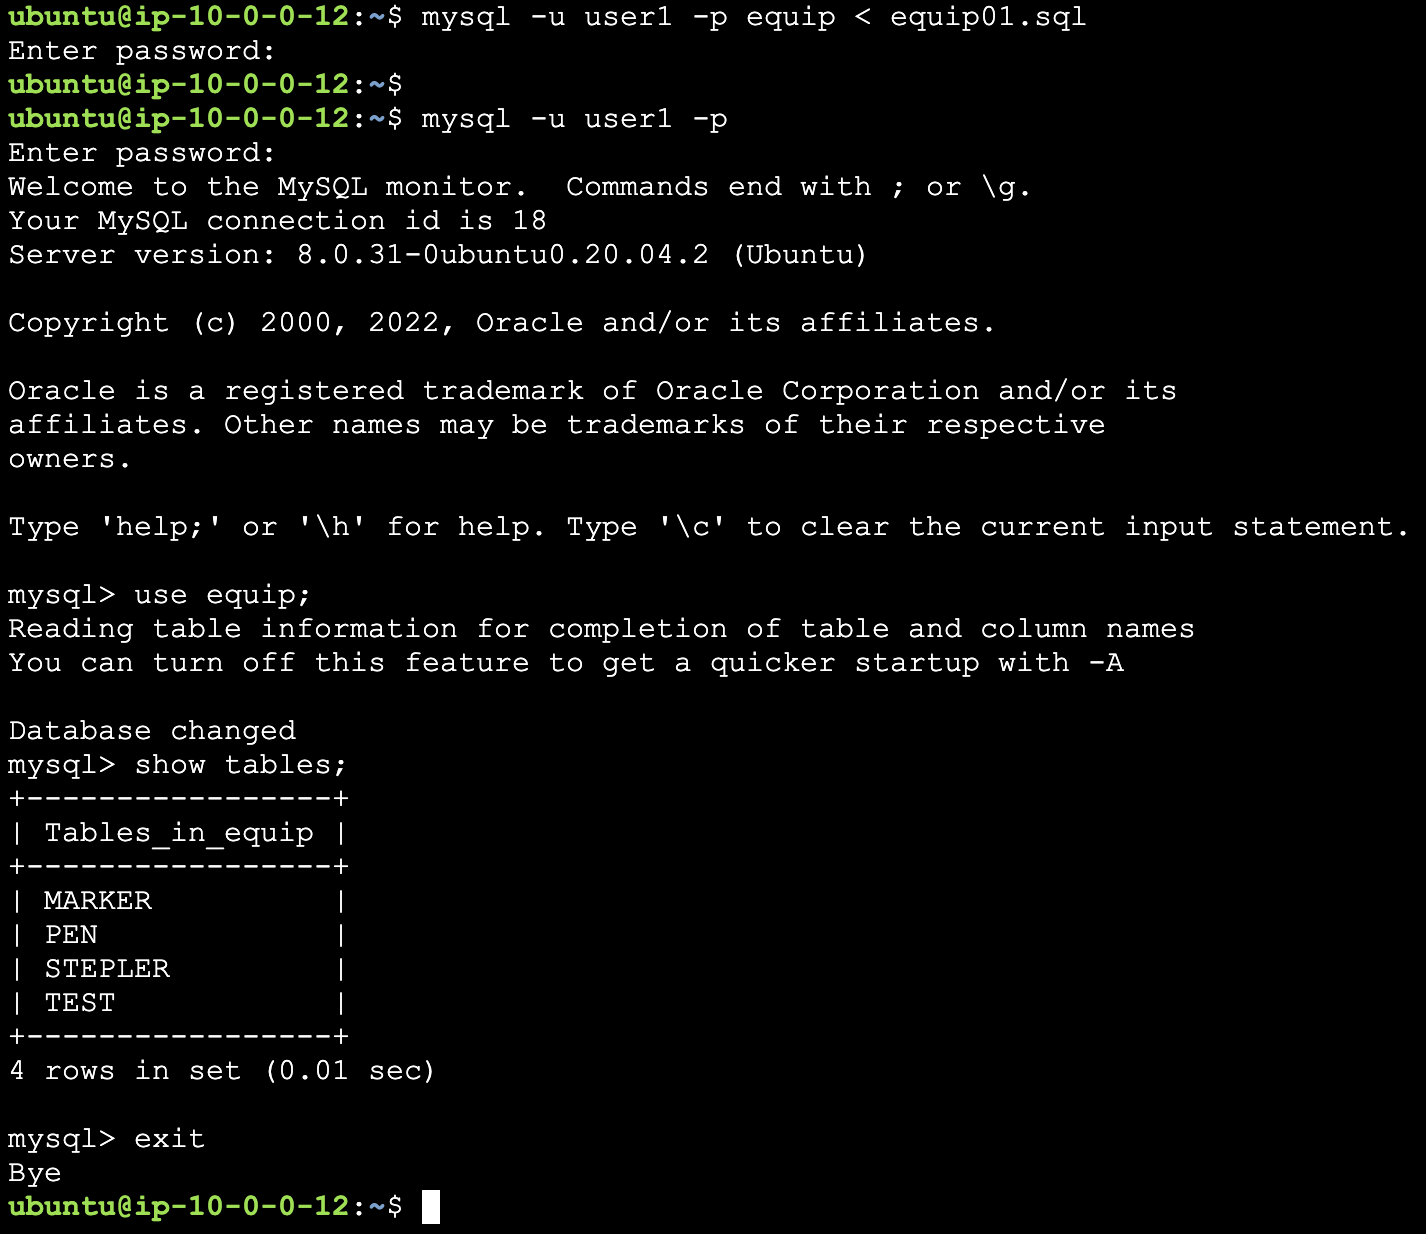 ubuntu@ip-10-0-0-12:~$ mysql -u user1 -p equip < equip01.sql
Enter password:
ubuntu@ip-10-0-0-12:~$
ubuntu@ip-10-0-0-12:~$ mysql -u user1 -p
Enter password:
Welcome to the MySQL monitor.  Commands end with ; or \g.
Your MySQL connection id is 18
Server version: 8.0.31-0ubuntu0.20.04.2 (Ubuntu)

Copyright (c) 2000, 2022, Oracle and/or its affiliates.

Oracle is a registered trademark of Oracle Corporation and/or its
affiliates. Other names may be trademarks of their respective
owners.

Type 'help;' or '\h' for help. Type '\c' to clear the current input statement.

mysql> use equip;
Reading table information for completion of table and column names
You can turn off this feature to get a quicker startup with -A

Database changed
mysql> show tables;
+-----------------+
| Tables_in_equip |
+-----------------+
| MARKER          |
| PEN             |
| STEPLER         |
| TEST            |
+-----------------+
4 rows in set (0.01 sec)

mysql> exit
Bye
ubuntu@ip-10-0-0-12:~$